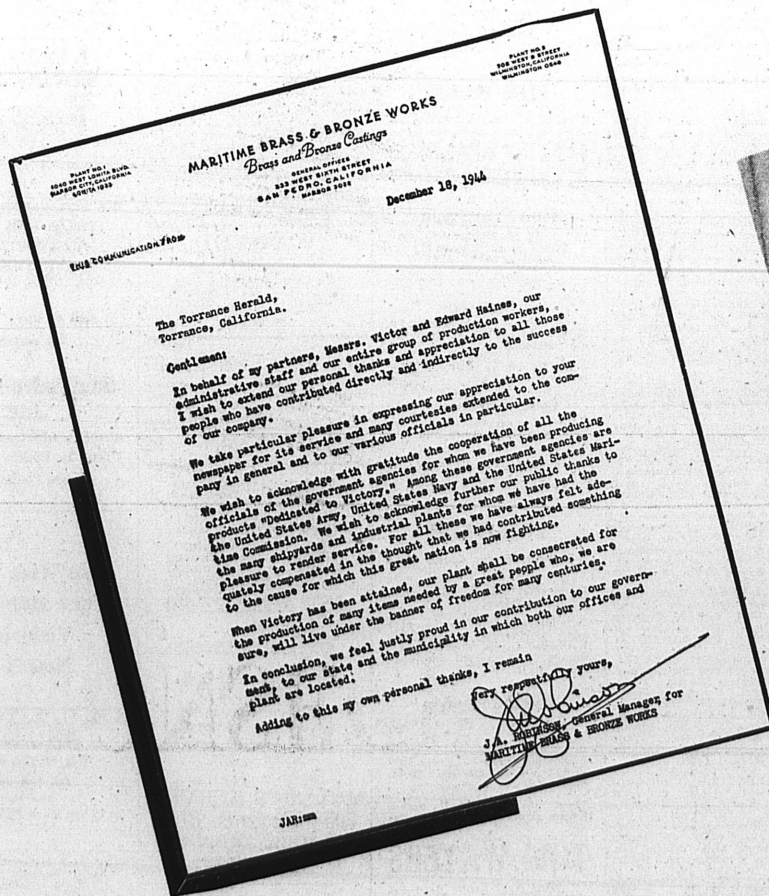 PLANT NO. 2
WILMINGTON, CALIFORNIA
MARITIME BRASS & BRONZE WORKS
Brass and Bronze Castings
GENERAL OFFICES
333 WEST SIXTH STREET
SAN PEDRO, CALIFORNIA
PLANT NO. 1
WEST LOMITA BLVD.
HARBOR CITY, CALIFORNIA
December 18, 1944
THIS COMMUNICATION FROM
The Torrance Herald,
Torrance, California.
Gentlemen:
In behalf of my partners, Messrs. Victor and Edward Haines, our
administrative staff and our entire group of production workers,
I wish to extend our personal thanks and appreciation to all those
people who have contributed directly and indirectly to the success
of our company.
We take particular pleasure in expressing our appreciation to your
newspaper for its service and many courtesies extended to the com-
pany in general and to our various officials in particular.
We wish to acknowledge with gratitude the cooperation of all the
officials of the government agencies for whom we have been producing
products "Dedicated to Victory." Among these government agencies are
the United States Army, United States Navy and the United States Mari-
time Commission. We wish to acknowledge further our public thanks to
the many shipyards and industrial plants for whom we have had the
pleasure to render service. For all these we have always felt ade-
quately compensated in the thought that we had contributed something
to the cause for which this great nation is now fighting.
When Victory has been attained, our plant shall be consecrated for
the production of many items needed by a great people who, we are
sure, will live under the banner of freedom for many centuries.
In conclusion, we feel justly proud in our contribution to our govern-
ment, to our state and the municipality in which both our offices and
plant are located.
Adding to this my own personal thanks, I remain
Very respectfully yours,
J.A. ROBINSON, General Manager, for
MARITIME BRASS & BRONZE WORKS
JAR:mm